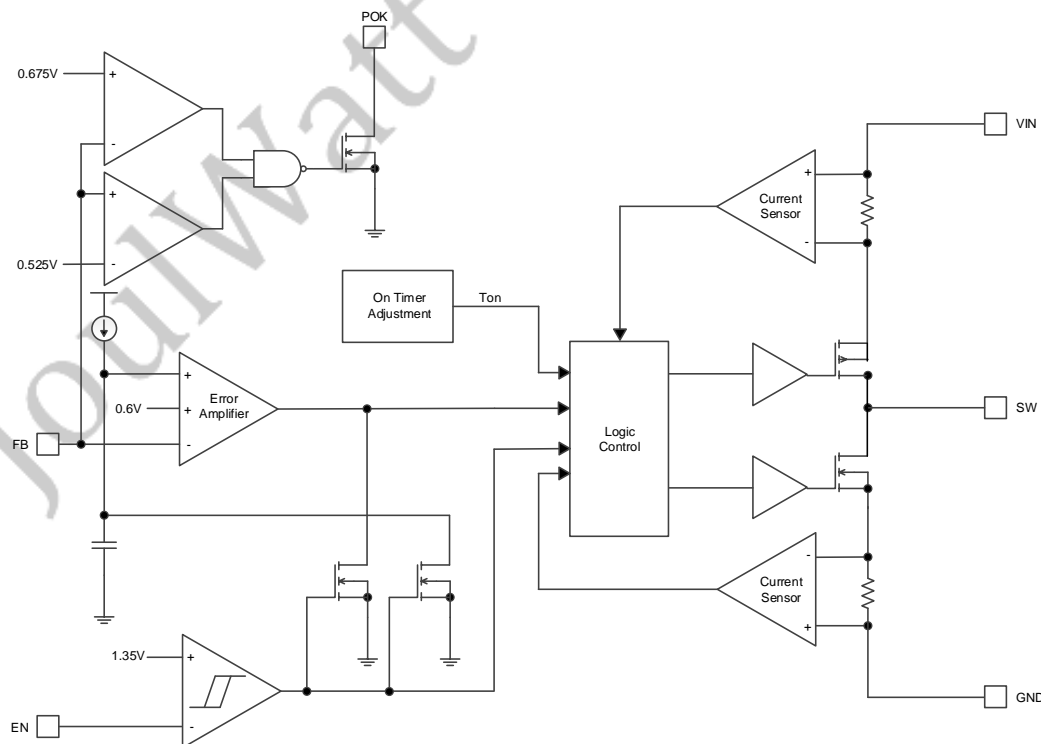 POK
0.675V
+
-
+
0.525V
-
VIN
+
Current
Sensor
-
On Timer
Adjustment
Ton
+
0.6V
+
Error
Amplifier
-
FB
Logic
Control
SW
-
Current
Sensor
+
1.35V
+
EN
-
GND
JoulWatt